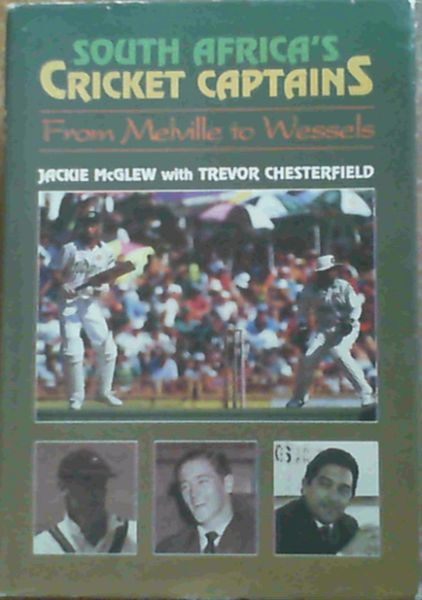 SOUTH AFRICA'S
CRICKET CAPTAINS
From Melville to Wessels
JACKIE McGLEW with TREVOR CHESTERFIELD